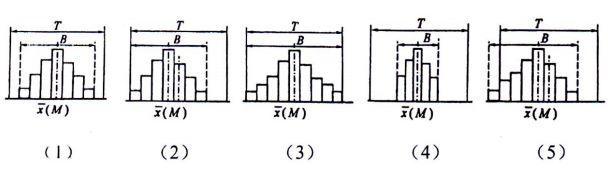 T T T T T
B B B B B
x̄(M) x̄(M) x̄(M) x̄(M) x̄(M)
(1) (2) (3) (4) (5)